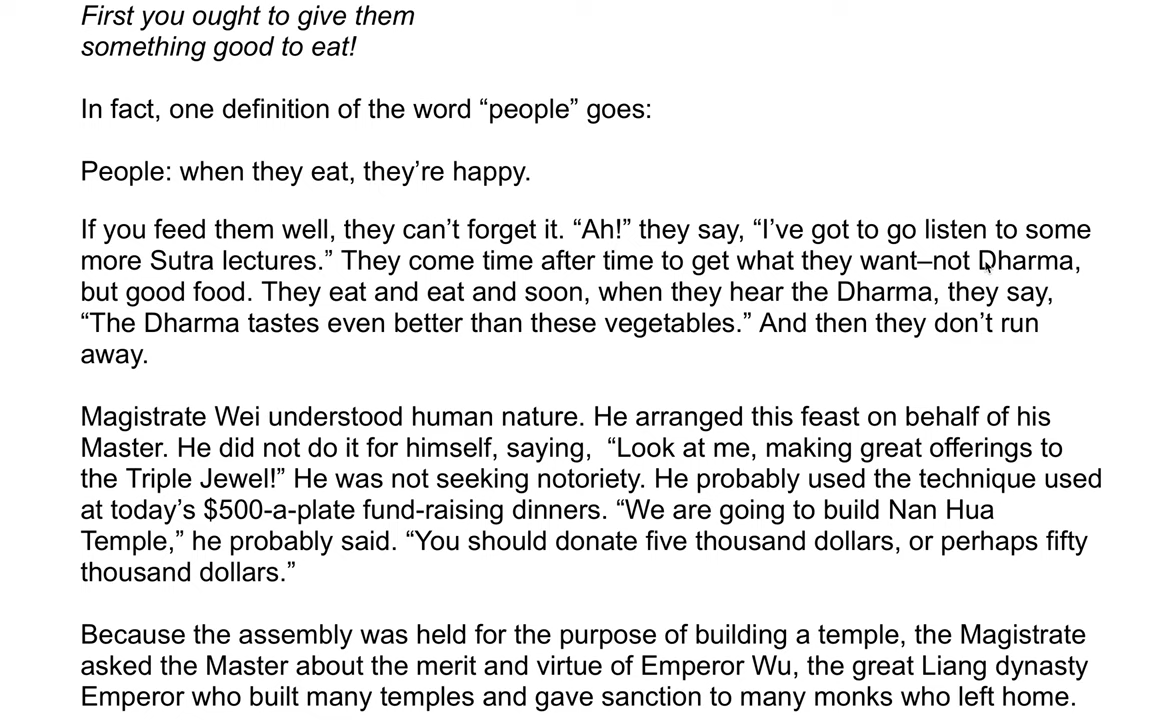 First you ought to give them
something good to eat!
In fact, one definition of the word “people” goes:
People: when they eat, they’re happy.
If you feed them well, they can’t forget it. “Ah!” they say, “I’ve got to go listen to some
more Sutra lectures.” They come time after time to get what they want–not Dharma,
but good food. They eat and eat and soon, when they hear the Dharma, they say,
“The Dharma tastes even better than these vegetables.” And then they don’t run
away.
Magistrate Wei understood human nature. He arranged this feast on behalf of his
Master. He did not do it for himself, saying,  “Look at me, making great offerings to
the Triple Jewel!” He was not seeking notoriety. He probably used the technique used
at today’s $500-a-plate fund-raising dinners. “We are going to build Nan Hua
Temple,” he probably said. “You should donate five thousand dollars, or perhaps fifty
thousand dollars.”
Because the assembly was held for the purpose of building a temple, the Magistrate
asked the Master about the merit and virtue of Emperor Wu, the great Liang dynasty
Emperor who built many temples and gave sanction to many monks who left home.